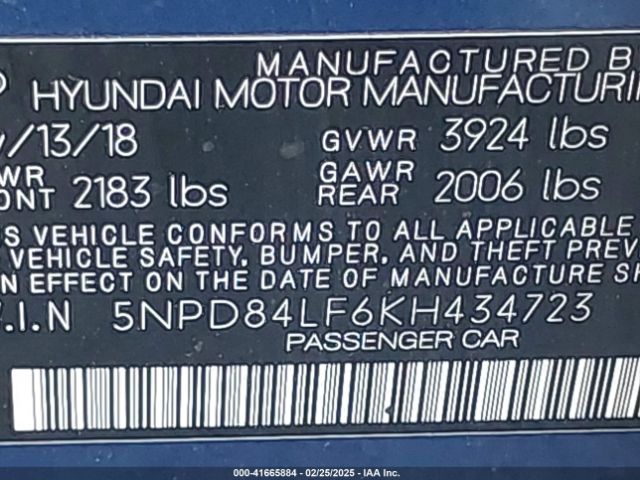 MANUFACTURED B
HYUNDAI MOTOR MANUFACTURI
/13/18 GVWR 3924 lbs
WR GAWR
ONT 2183 lbs REAR 2006 lbs
S VEHICLE CONFORMS TO ALL APPLICABLE
VEHICLE SAFETY, BUMPER, AND THEFT PREV
N EFFECT ON THE DATE OF MANUFACTURE S
.I.N 5NPD84LF6KH434723
PASSENGER CAR
000-41665884 - 02/25/2025 - IAA Inc.